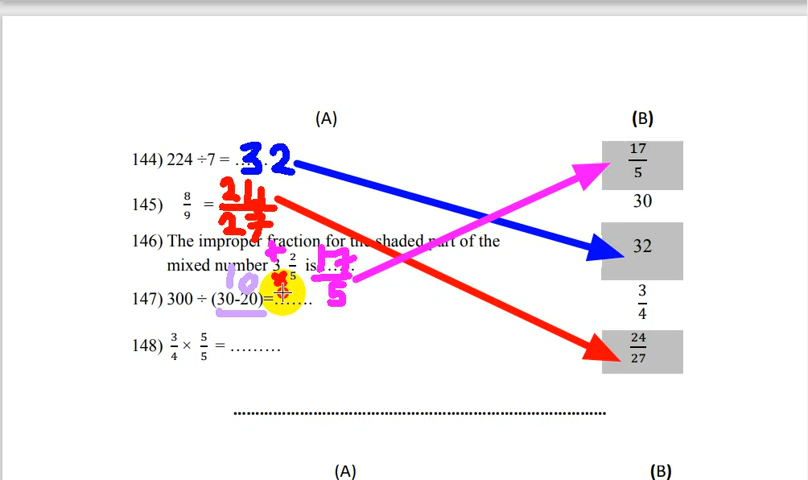 (A) (B)
144) 224 ÷7 = ... 32
17/5
145) 8/9 = 24/27
30
146) The improper fraction for the shaded part of the
mixed number 3 2/5 is ..... 17/5
+
×
32
10
147) 300 ÷ (30-20)=.......
3/4
148) 3/4 × 5/5 = .........
24/27
(A) (B)